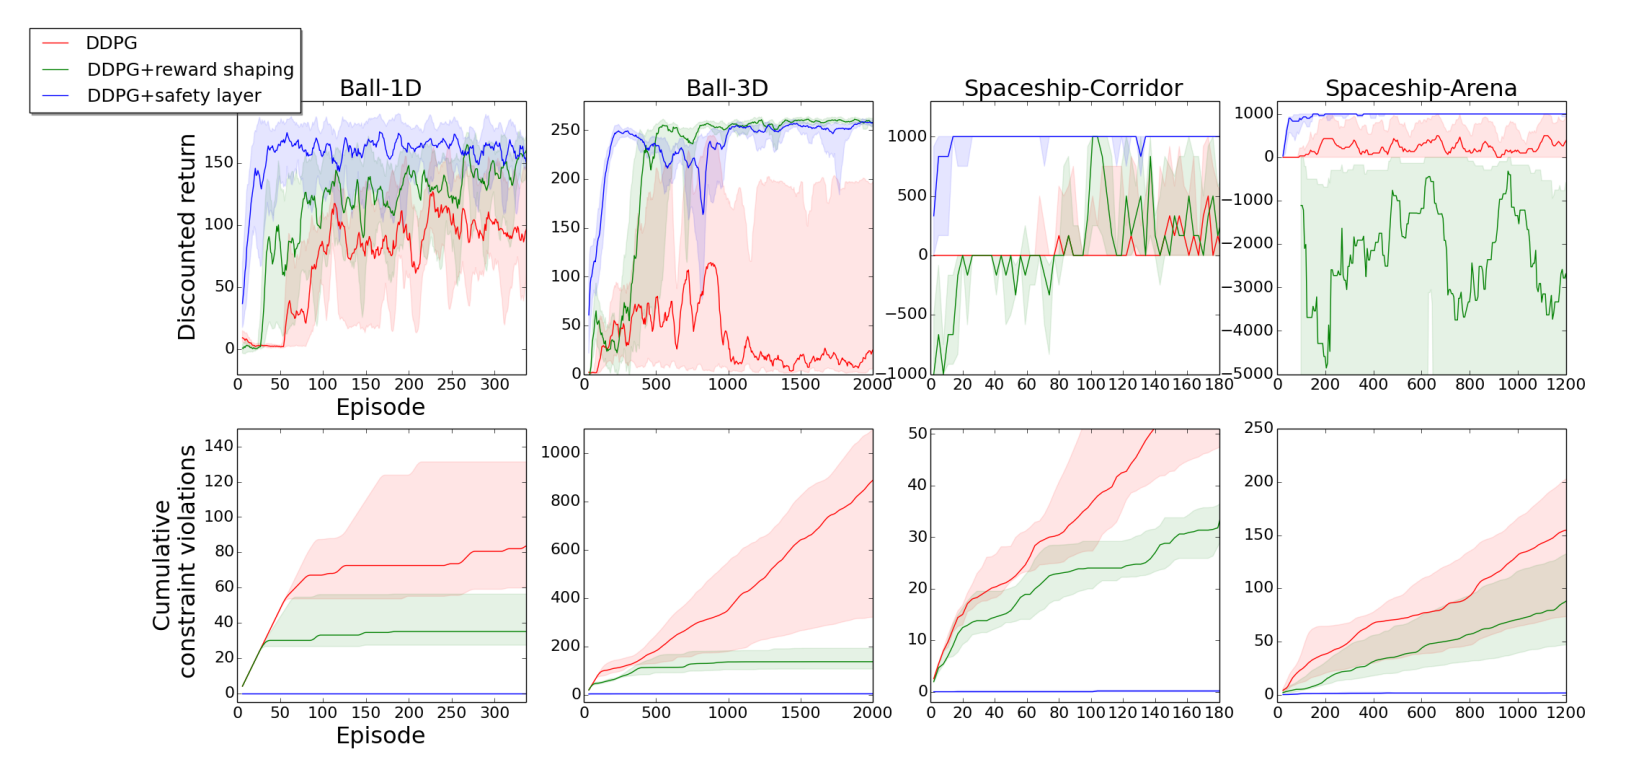 DDPG
DDPG+reward shaping
DDPG+safety layer
Ball-1D
Ball-3D
Spaceship-Corridor
Spaceship-Arena
Discounted return
150
100
50
0
0 50 100 150 200 250 300
Episode
250
200
150
100
50
0
0 500 1000 1500 2000
1000
500
0
−500
−1000
0 20 40 60 80 100 120 140 160 180
1000
0
−1000
−2000
−3000
−4000
−5000
0 200 400 600 800 1000 1200
Cumulative
constraint violations
140
120
100
80
60
40
20
0
0 50 100 150 200 250 300
Episode
1000
800
600
400
200
0
0 500 1000 1500 2000
50
40
30
20
10
0
0 20 40 60 80 100 120 140 160 180
250
200
150
100
50
0
0 200 400 600 800 1000 1200